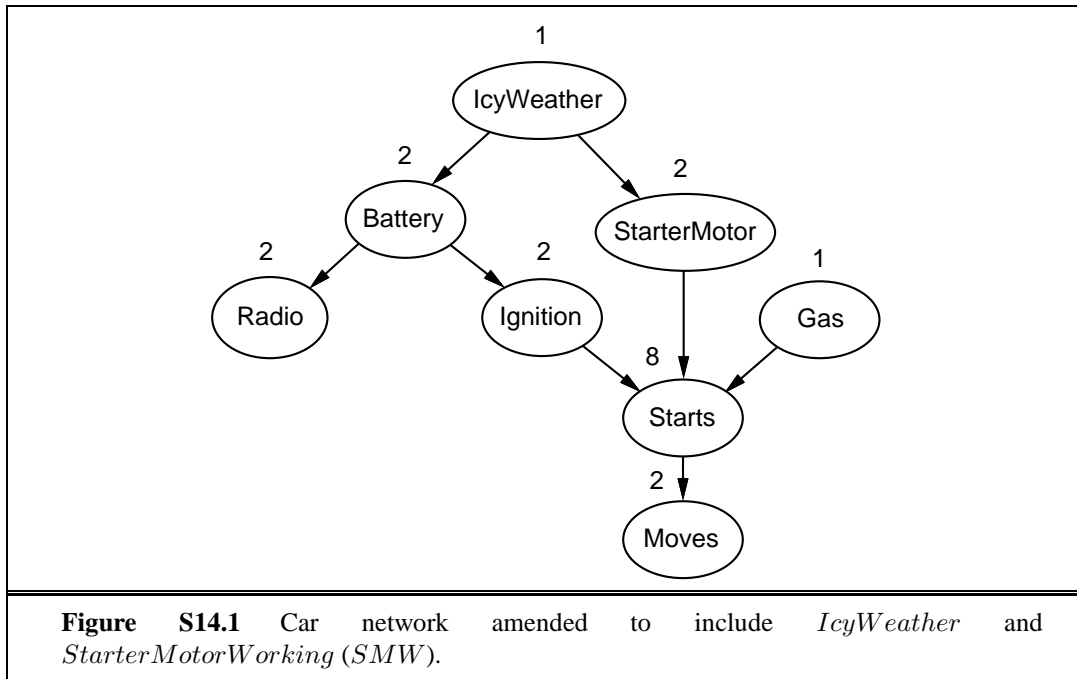 1
IcyWeather
2
2
Battery
StarterMotor
2
2
1
Radio
Ignition
Gas
8
Starts
2
Moves
Figure S14.1 Car network amended to include IcyWeather and
StarterMotorWorking (SMW).